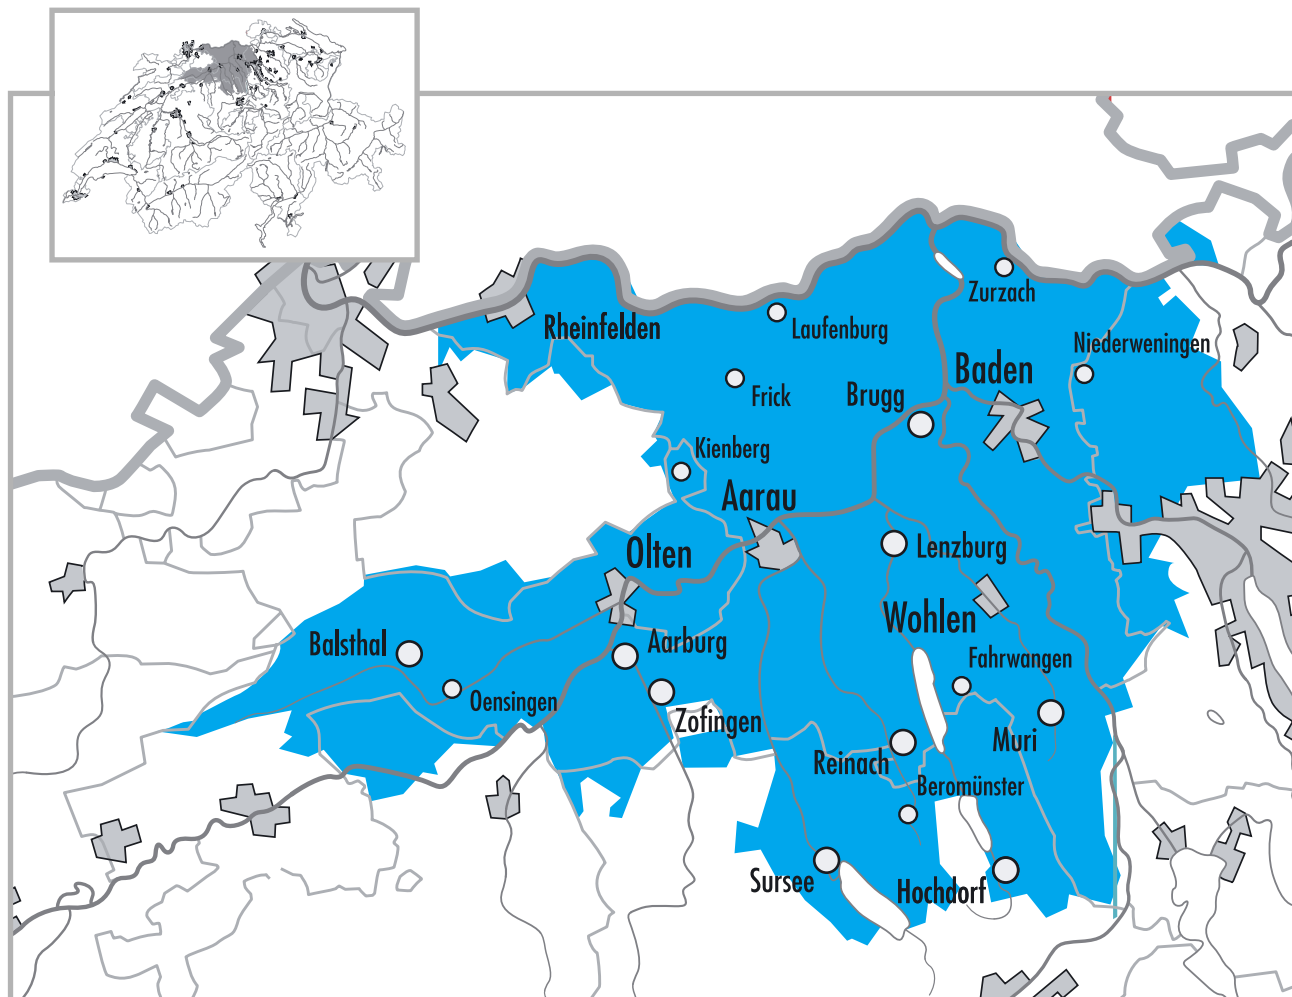 Zurzach
Rheinfelden
Laufenburg
Niederweningen
Baden
Frick
Brugg
Kienberg
Aarau
Olten
Lenzburg
Wohlen
Balsthal
Aarburg
Fahrwangen
Oensingen
Zofingen
Muri
Reinach
Beromünster
Sursee
Hochdorf